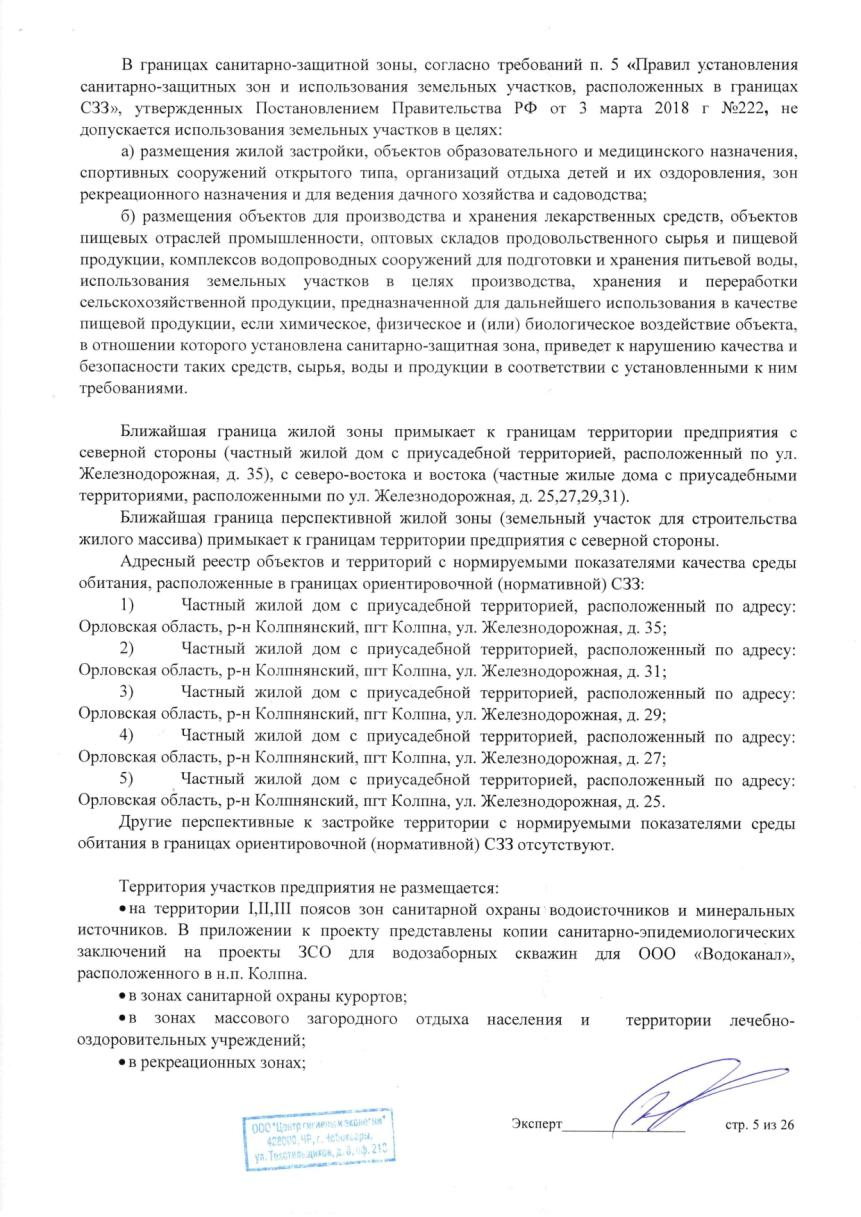 В границах санитарно-защитной зоны, согласно требований п. 5 «Правил установления
санитарно-защитных зон и использования земельных участков, расположенных в границах
СЗЗ», утвержденных Постановлением Правительства РФ от 3 марта 2018 г №222, не
допускается использования земельных участков в целях:
а) размещения жилой застройки, объектов образовательного и медицинского назначения,
спортивных сооружений открытого типа, организаций отдыха детей и их оздоровления, зон
рекреационного назначения и для ведения дачного хозяйства и садоводства;
б) размещения объектов для производства и хранения лекарственных средств, объектов
пищевых отраслей промышленности, оптовых складов продовольственного сырья и пищевой
продукции, комплексов водопроводных сооружений для подготовки и хранения питьевой воды,
использования земельных участков в целях производства, хранения и переработки
сельскохозяйственной продукции, предназначенной для дальнейшего использования в качестве
пищевой продукции, если химическое, физическое и (или) биологическое воздействие объекта,
в отношении которого установлена санитарно-защитная зона, приведет к нарушению качества и
безопасности таких средств, сырья, воды и продукции в соответствии с установленными к ним
требованиями.
Ближайшая граница жилой зоны примыкает к границам территории предприятия с
северной стороны (частный жилой дом с приусадебной территорией, расположенный по ул.
Железнодорожная, д. 35), с северо-востока и востока (частные жилые дома с приусадебными
территориями, расположенными по ул. Железнодорожная, д. 25,27,29,31).
Ближайшая граница перспективной жилой зоны (земельный участок для строительства
жилого массива) примыкает к границам территории предприятия с северной стороны.
Адресный реестр объектов и территорий с нормируемыми показателями качества среды
обитания, расположенные в границах ориентировочной (нормативной) СЗЗ:
1) Частный жилой дом с приусадебной территорией, расположенный по адресу:
Орловская область, р-н Колпнянский, пгт Колпна, ул. Железнодорожная, д. 35;
2) Частный жилой дом с приусадебной территорией, расположенный по адресу:
Орловская область, р-н Колпнянский, пгт Колпна, ул. Железнодорожная, д. 31;
3) Частный жилой дом с приусадебной территорией, расположенный по адресу:
Орловская область, р-н Колпнянский, пгт Колпна, ул. Железнодорожная, д. 29;
4) Частный жилой дом с приусадебной территорией, расположенный по адресу:
Орловская область, р-н Колпнянский, пгт Колпна, ул. Железнодорожная, д. 27;
5) Частный жилой дом с приусадебной территорией, расположенный по адресу:
Орловская область, р-н Колпнянский, пгт Колпна, ул. Железнодорожная, д. 25.
Другие перспективные к застройке территории с нормируемыми показателями среды
обитания в границах ориентировочной (нормативной) СЗЗ отсутствуют.
Территория участков предприятия не размещается:
•на территории I,II,III поясов зон санитарной охраны водоисточников и минеральных
источников. В приложении к проекту представлены копии санитарно-эпидемиологических
заключений на проекты ЗСО для водозаборных скважин для ООО «Водоканал»,
расположенного в н.п. Колпна.
•в зонах санитарной охраны курортов;
•в зонах массового загородного отдыха населения и территории лечебно-
оздоровительных учреждений;
•в рекреационных зонах;
Эксперт________________ стр. 5 из 26
ООО "Центр гигиены и экологии"
428000, ЧР, г. Чебоксары,
ул. Текстильщиков, д. 8, оф. 210